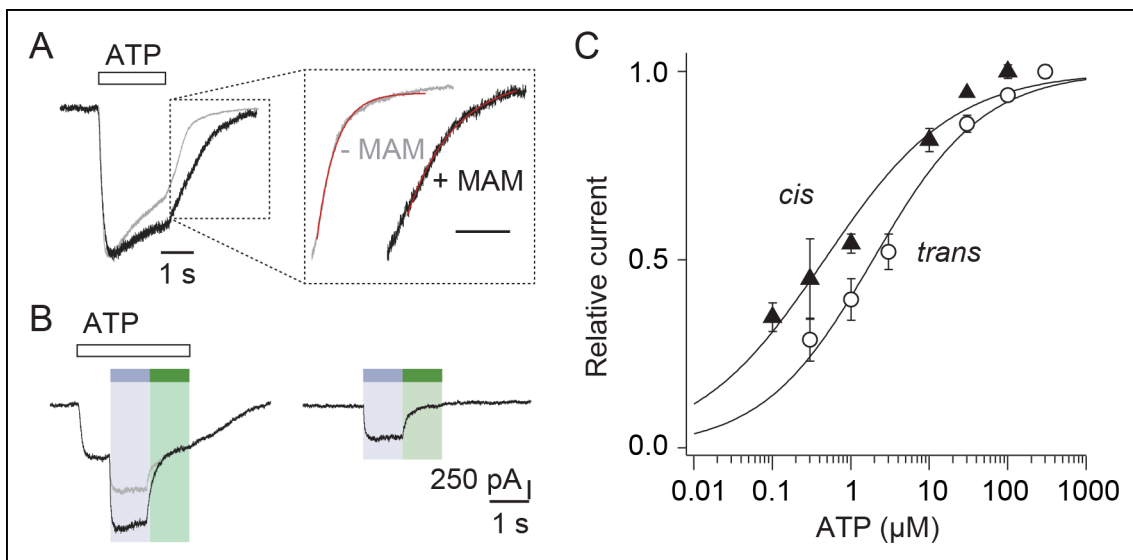 A
ATP
- MAM
+ MAM
1 s
B
ATP
250 pA
1 s
C
Relative current
1.0
0.5
0.0
cis
trans
0.01 0.1 1 10 100 1000
ATP (µM)